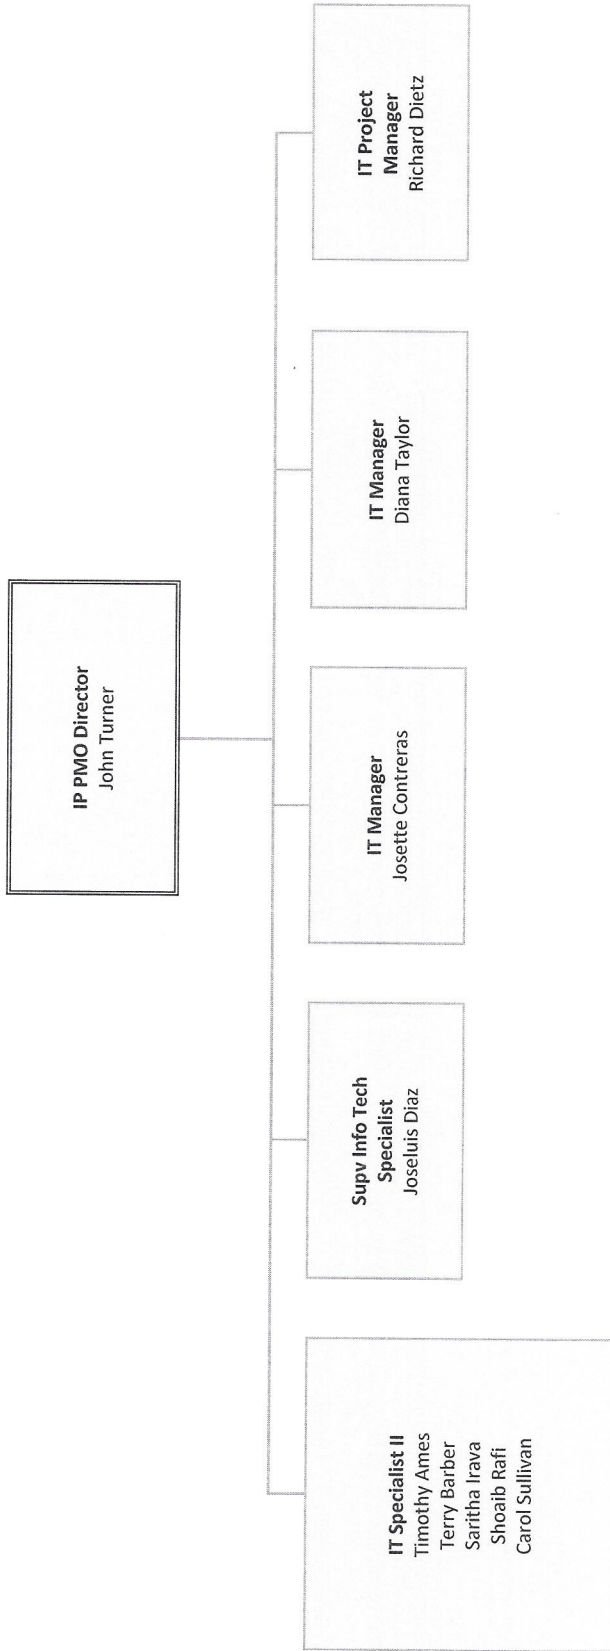 IP PMO Director
John Turner
IT Specialist II
Timothy Ames
Terry Barber
Saritha Irava
Shoaib Rafi
Carol Sullivan
Supv Info Tech
Specialist
Joseluis Diaz
IT Manager
Josette Contreras
IT Manager
Diana Taylor
IT Project
Manager
Richard Dietz